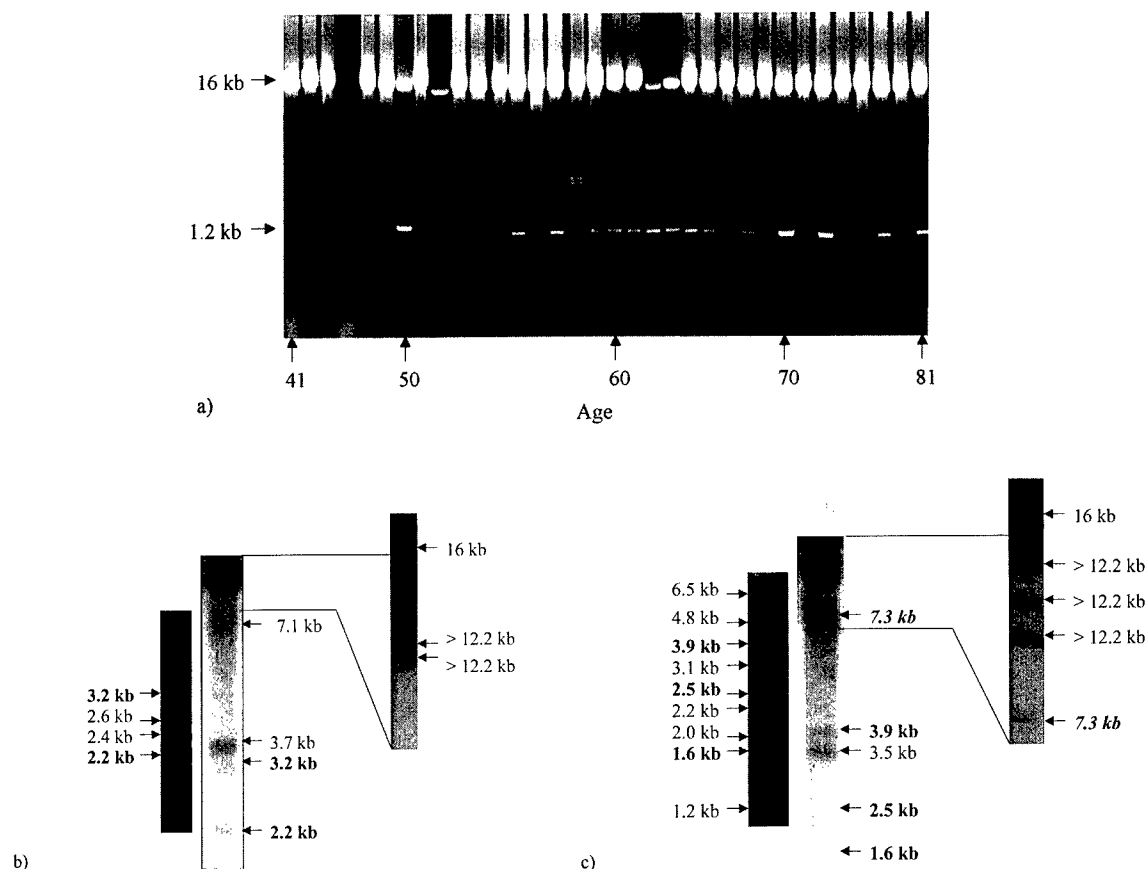 16 kb
1.2 kb
41 50 60 70 81
a) Age
16 kb
7.1 kb
> 12.2 kb
> 12.2 kb
3.2 kb
2.6 kb
2.4 kb
2.2 kb
3.7 kb
3.2 kb
2.2 kb
b)
16 kb
> 12.2 kb
> 12.2 kb
> 12.2 kb
7.3 kb
6.5 kb
4.8 kb
3.9 kb
3.1 kb
2.5 kb
2.2 kb
2.0 kb
1.6 kb
1.2 kb
7.3 kb
3.9 kb
3.5 kb
2.5 kb
1.6 kb
c)